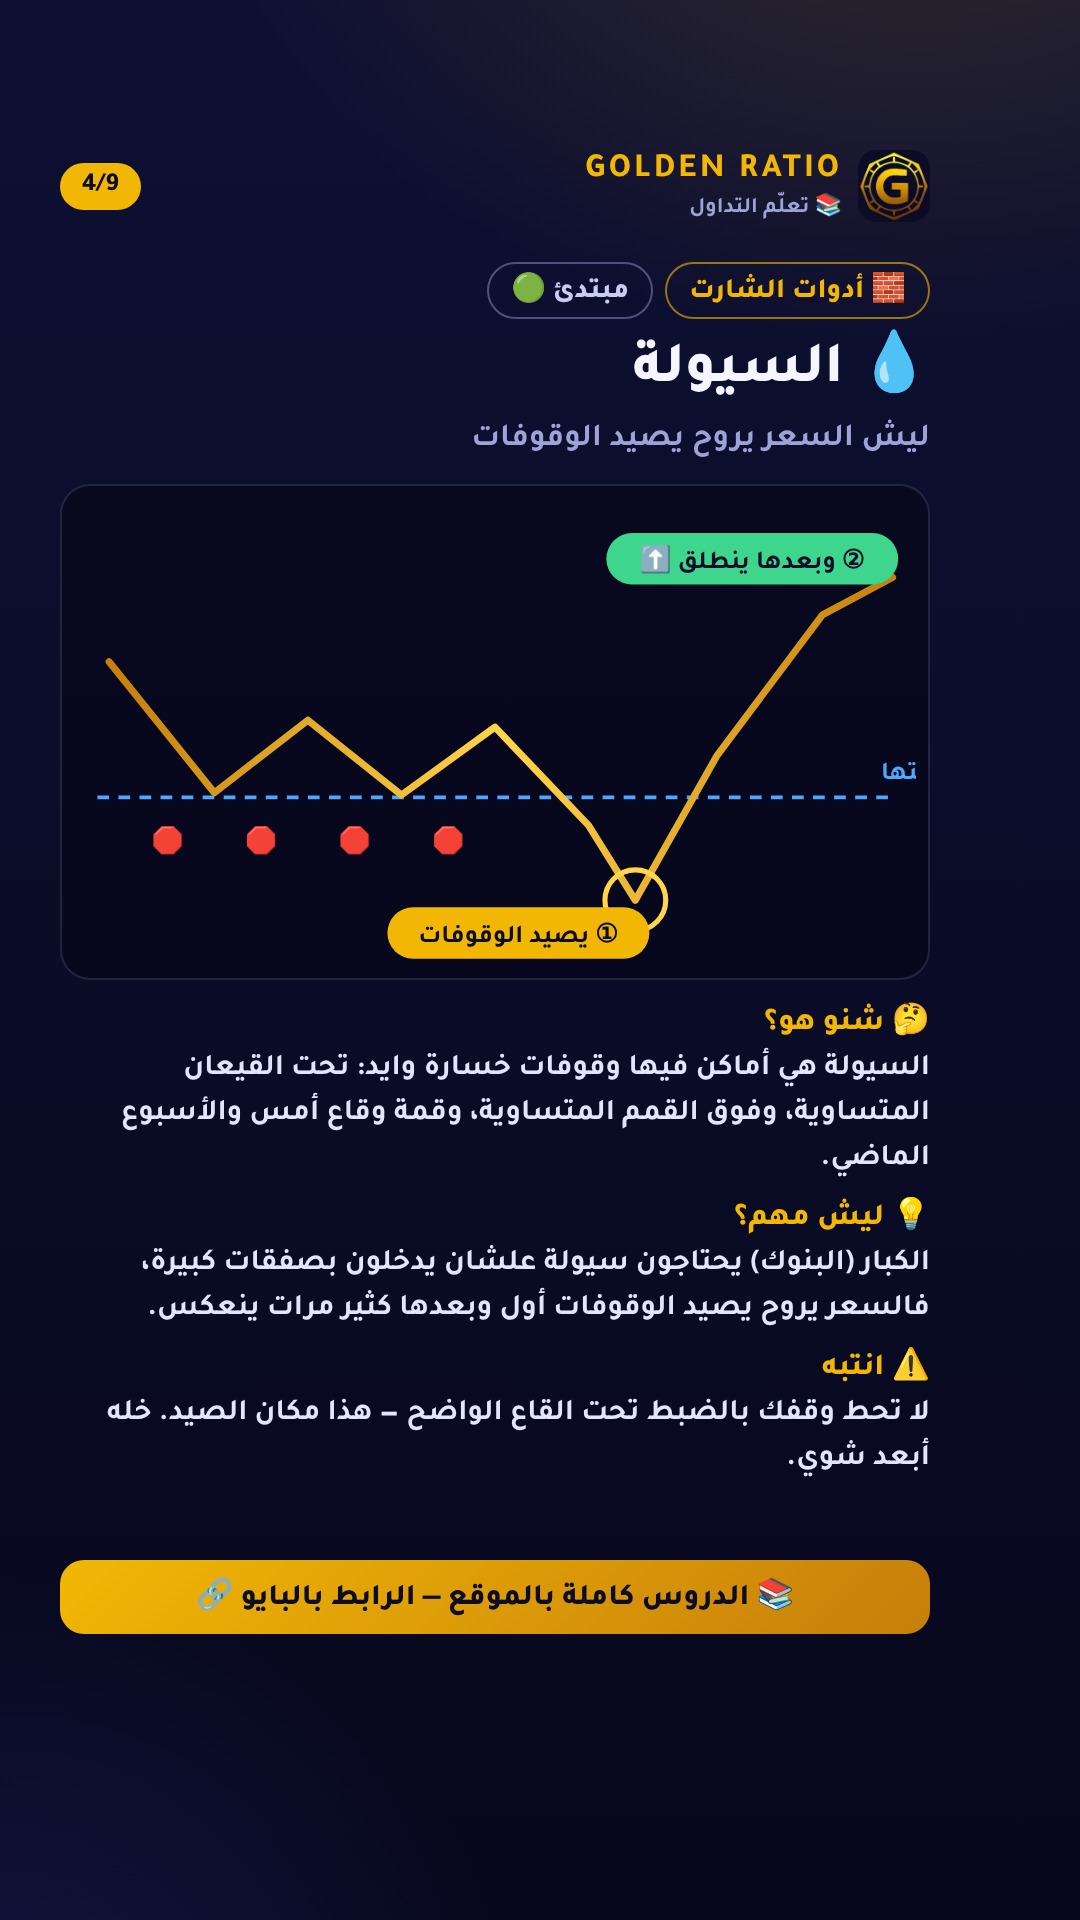 GOLDEN RATIO
📚 تعلّم التداول
4/9
🧱 أدوات الشارت
مبتدئ 🟢
💧 السيولة
ليش السعر يروح يصيد الوقوفات
② وبعدها ينطلق ⬆️
① يصيد الوقوفات
🤔 شنو هو؟
السيولة هي أماكن فيها وقوفات خسارة وايد: تحت القيعان
المتساوية، وفوق القمم المتساوية، وقمة وقاع أمس والأسبوع
الماضي.
💡 ليش مهم؟
الكبار (البنوك) يحتاجون سيولة علشان يدخلون بصفقات كبيرة،
فالسعر يروح يصيد الوقوفات أول وبعدها كثير مرات ينعكس.
⚠️ انتبه
لا تحط وقفك بالضبط تحت القاع الواضح — هذا مكان الصيد. خله
أبعد شوي.
📚 الدروس كاملة بالموقع — الرابط بالبايو 🔗